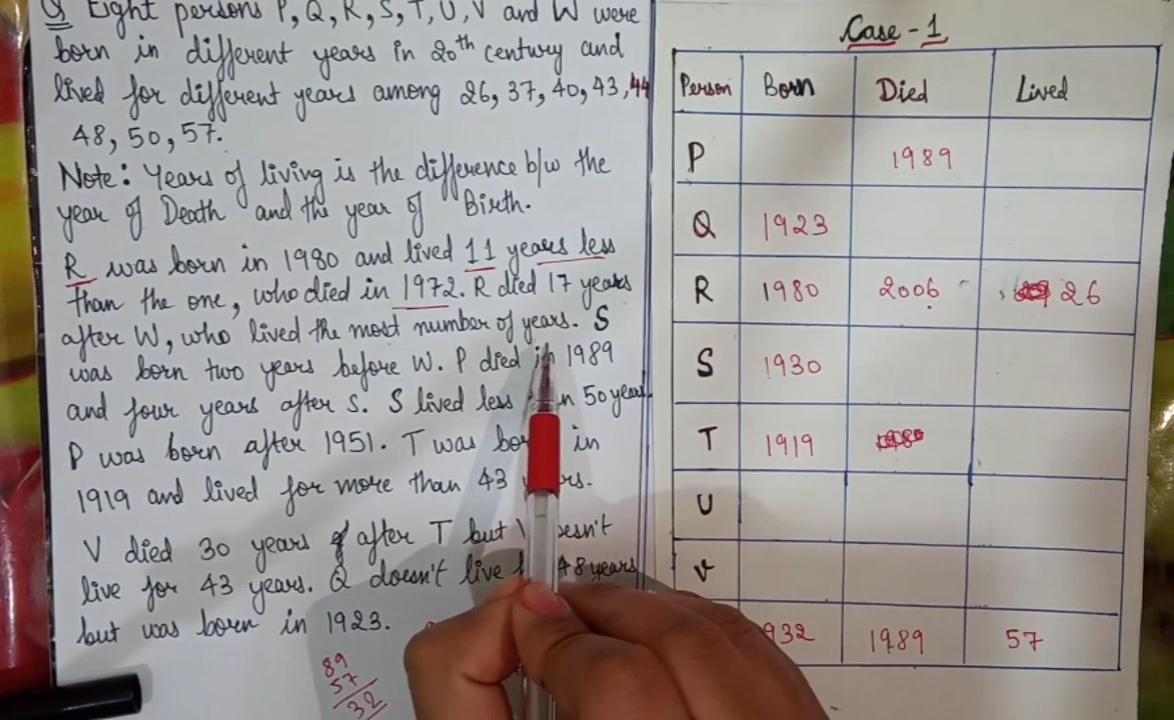 Q Eight persons P, Q, R, S, T, U, V and W were
born in different years in 20th century and
lived for different years among 26, 37, 40, 43, 44
48, 50, 57.
Note: Years of living is the difference b/w the
year of Death and the year of Birth.
R was born in 1980 and lived 11 years less
than the one, who died in 1972. R died 17 years
after W, who lived the most number of years. S
was born two years before W. P died in 1989
and four years after S. S lived less 50 years
P was born after 1951. T was in
1919 and lived for more than 43
V died 30 years after T but
live for 43 years. Q doesn't live 48 years
but was born in 1923.
89
57
32
Case - 1
Person Born Died Lived
P 1989
Q 1923
R 1980 2006 26
S 1930
T 1919
U
V
932 1989 57